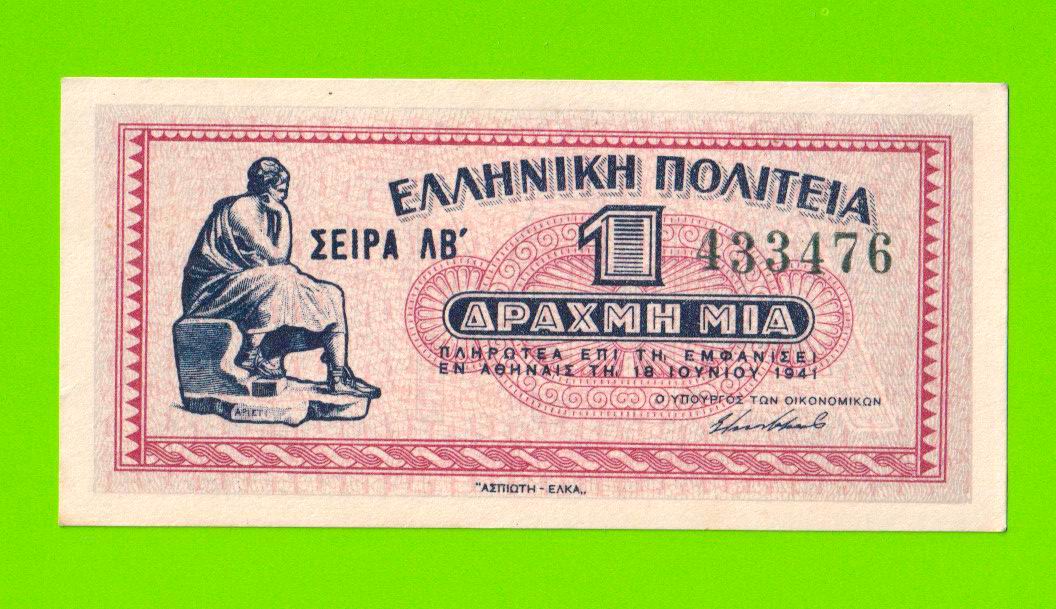 ΕΛΛΗΝΙΚΗ ΠΟΛΙΤΕΙΑ
ΣΕΙΡΑ ΛΒ΄ 1 433476
ΔΡΑΧΜΗ ΜΙΑ
ΠΛΗΡΩΤΕΑ ΕΠΙ ΤΗ ΕΜΦΑΝΙΣΕΙ
ΕΝ ΑΘΗΝΑΙΣ ΤΗ, 18 ΙΟΥΝΙΟΥ 1941
Ο ΥΠΟΥΡΓΟΣ ΤΩΝ ΟΙΚΟΝΟΜΙΚΩΝ
"ΑΣΠΙΩΤΗ - ΕΛΚΑ„